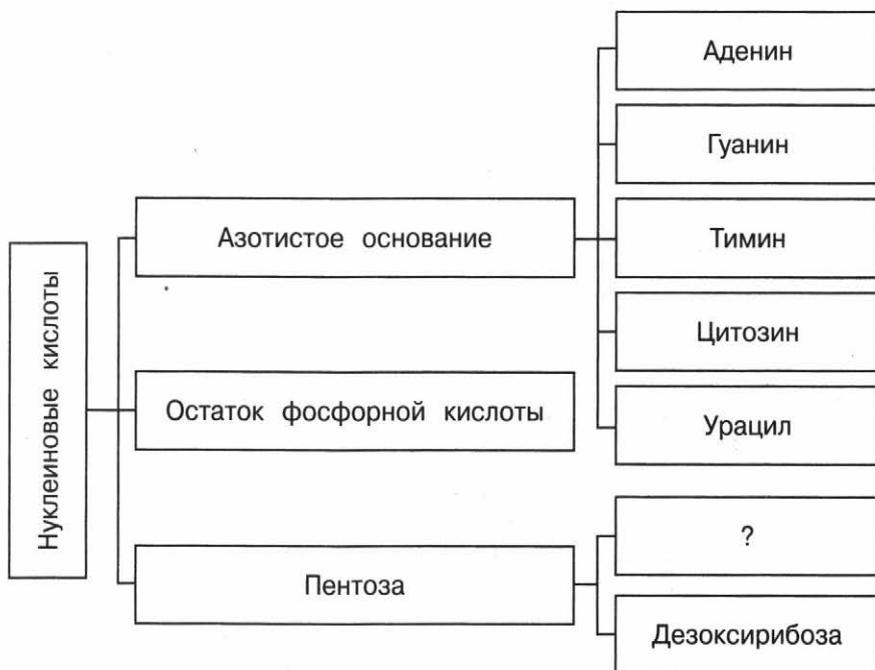 Нуклеиновые кислоты
Азотистое основание
Аденин
Гуанин
Тимин
Цитозин
Урацил
Остаток фосфорной кислоты
Пентоза
?
Дезоксирибоза